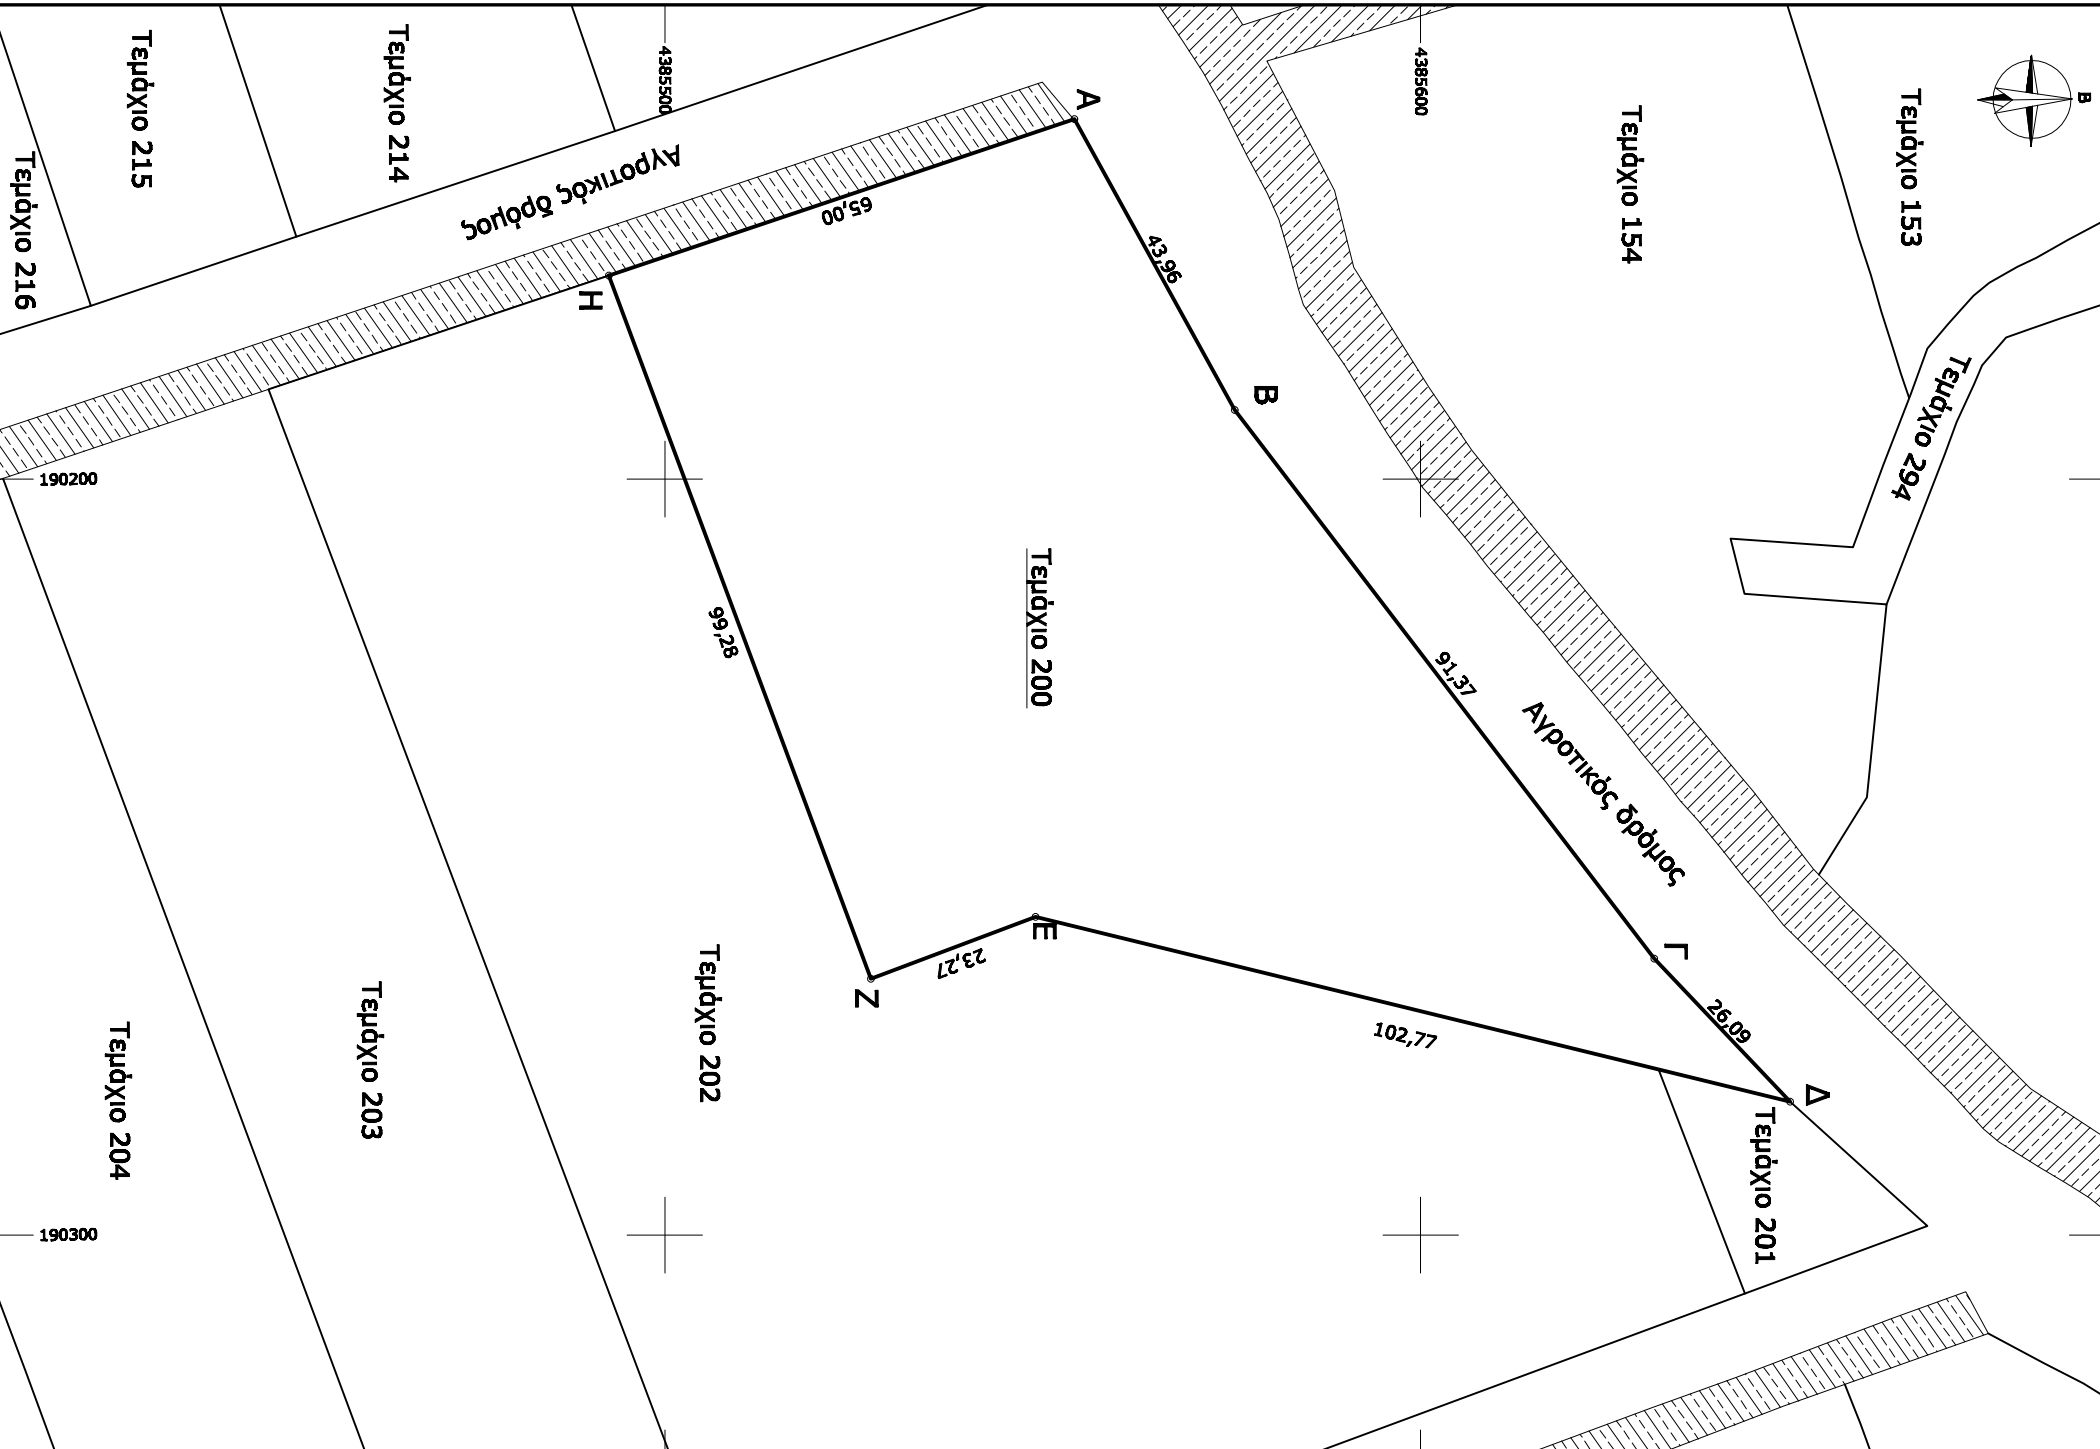 Τεμάχιο 215
Τεμάχιο 214
4385500
Α
4385600
Τεμάχιο 153
Β
Τεμάχιο 154
Τεμάχιο 216
Αγροτικός δρόμος
65,00
43,96
Η
Β
Τεμάχιο 294
190200
Τεμάχιο 200
99,28
91,37
Αγροτικός δρόμος
Ε
Γ
23,27
Ζ
26,09
102,77
Δ
Τεμάχιο 202
Τεμάχιο 203
Τεμάχιο 204
Τεμάχιο 201
190300